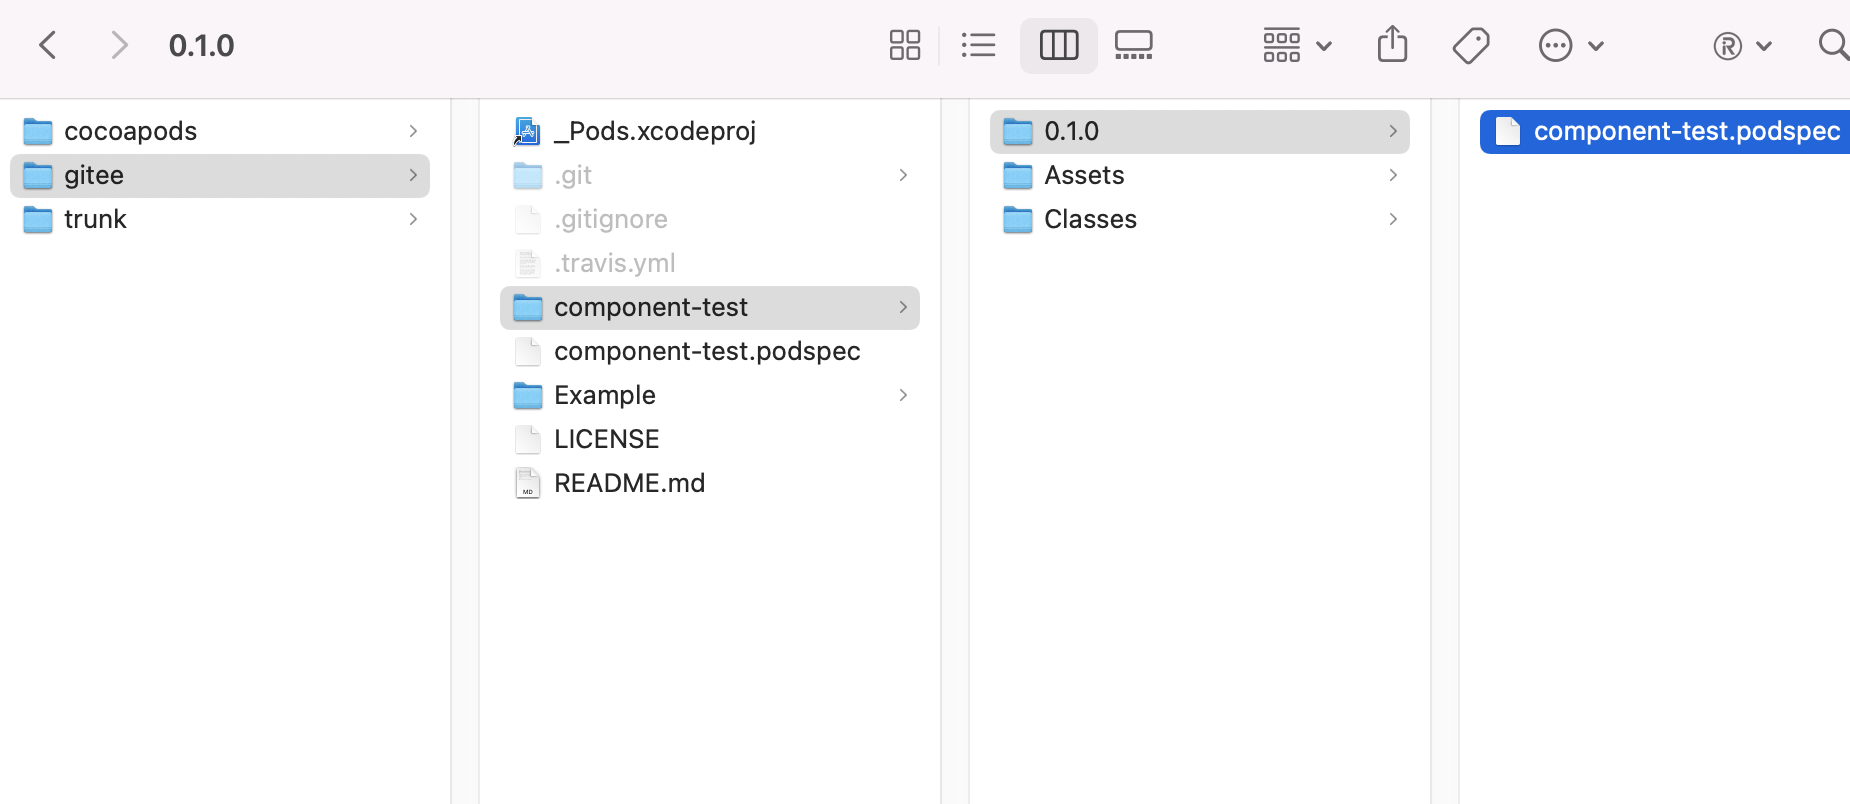 0.1.0
cocoapods
gitee
trunk
_Pods.xcodeproj
.git
.gitignore
.travis.yml
component-test
component-test.podspec
Example
LICENSE
MD
README.md
0.1.0
Assets
Classes
component-test.podspec